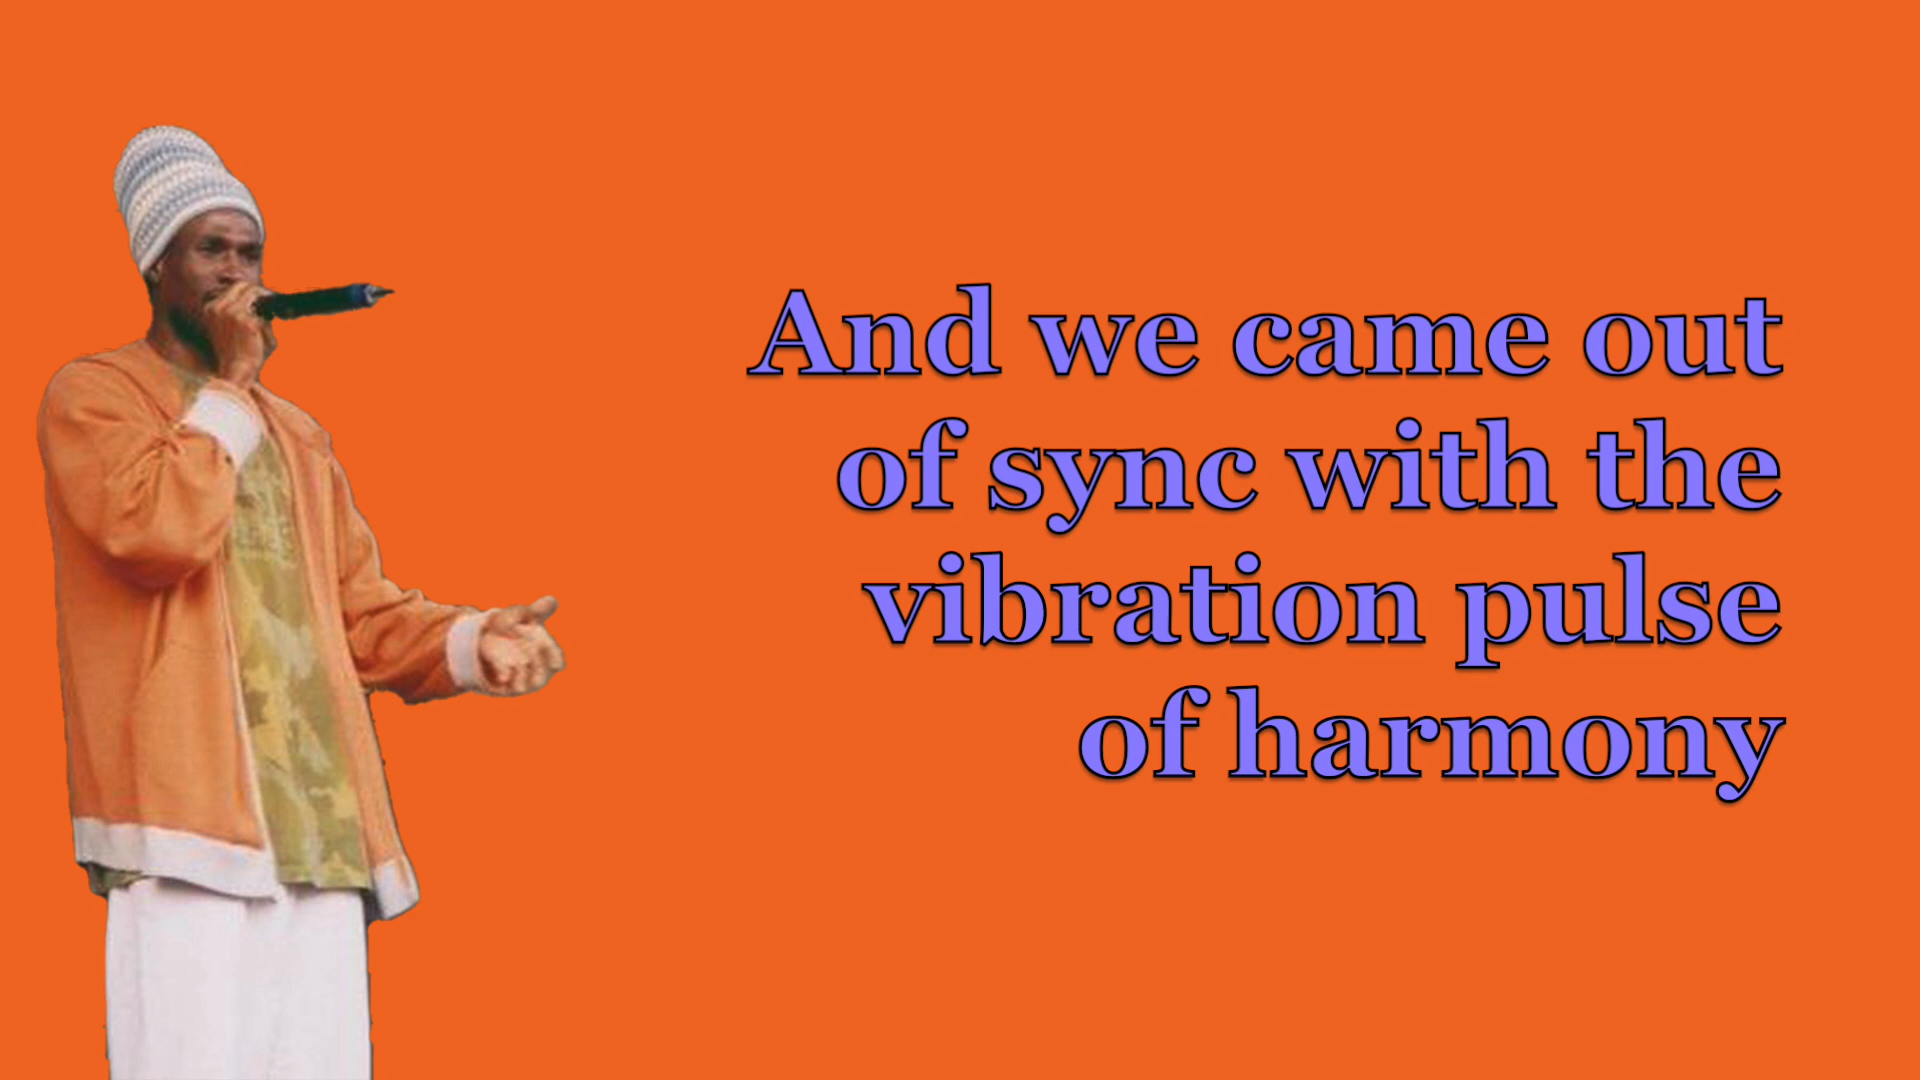 And we came out
of sync with the
vibration pulse
of harmony